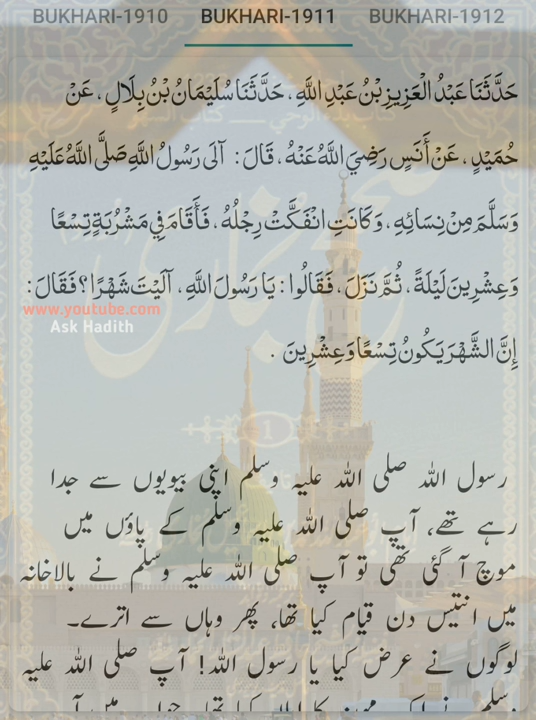 BUKHARI-1910 BUKHARI-1911 BUKHARI-1912
حَدَّثَنَا عَبْدُ الْعَزِيزِ بْنُ عَبْدِ اللَّهِ ، حَدَّثَنَا سُلَيْمَانُ بْنُ بِلَالٍ ، عَنْ
حُمَيْدٍ ، عَنْ أَنَسٍ رَضِيَ اللَّهُ عَنْهُ ، قَالَ : آلَى رَسُولُ اللَّهِ صَلَّى اللَّهُ عَلَيْهِ
وَسَلَّمَ مِنْ نِسَائِهِ ، وَكَانَتِ انْفَكَّتْ رِجْلُهُ ، فَأَقَامَ فِي مَشْرُبَةٍ تِسْعًا
وَعِشْرِينَ لَيْلَةً ، ثُمَّ نَزَلَ ، فَقَالُوا : يَا رَسُولَ اللَّهِ ، آلَيْتَ شَهْرًا ؟ فَقَالَ :
www.youtube.com
Ask Hadith
إِنَّ الشَّهْرَ يَكُونُ تِسْعًا وَعِشْرِينَ .
1
رسول اللہ صلی اللہ علیہ وسلم اپنی بیویوں سے جدا
رہے تھے، آپ صلی اللہ علیہ وسلم کے پاؤں میں
موچ آ گئی تھی تو آپ صلی اللہ علیہ وسلم نے بالاخانہ
میں انتیس دن قیام کیا تھا، پھر وہاں سے اترے۔
لوگوں نے عرض کیا یا رسول اللہ! آپ صلی اللہ علیہ